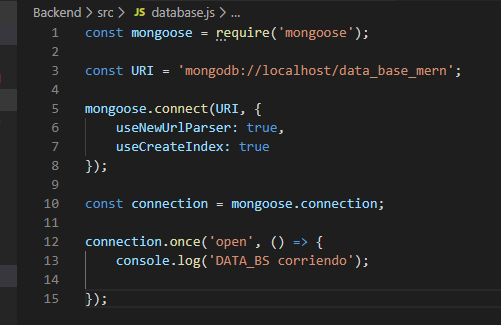 Backend > src > JS database.js > ...
1 const mongoose = require('mongoose');
2
3 const URI = 'mongodb://localhost/data_base_mern';
4
5 mongoose.connect(URI, {
6 useNewUrlParser: true,
7 useCreateIndex: true
8 });
9
10 const connection = mongoose.connection;
11
12 connection.once('open', () => {
13 console.log('DATA_BS corriendo');
14
15 });